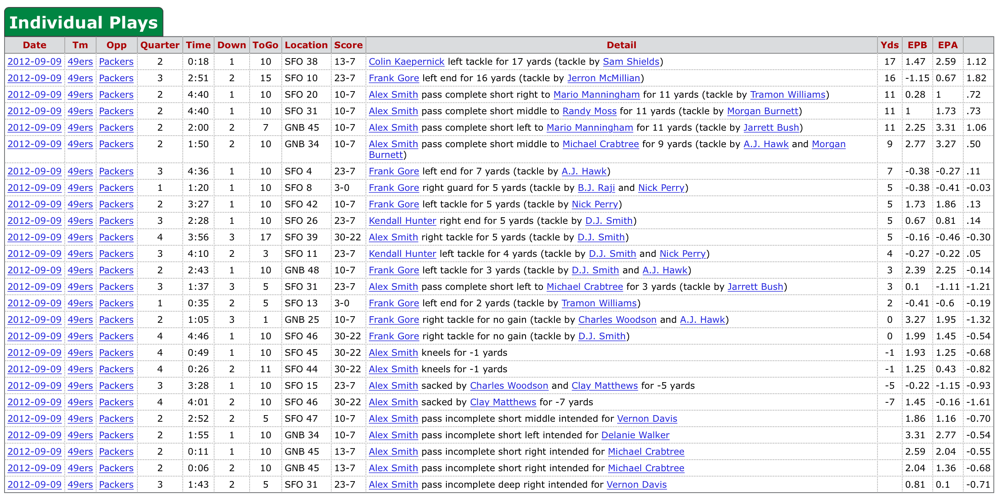 Individual Plays
Date Tm Opp Quarter Time Down ToGo Location Score Detail Yds EPB EPA
2012-09-09 49ers Packers 2 0:18 1 10 SFO 38 13-7 Colin Kaepernick left tackle for 17 yards (tackle by Sam Shields) 17 1.47 2.59 1.12
2012-09-09 49ers Packers 3 2:51 2 15 SFO 10 23-7 Frank Gore left end for 16 yards (tackle by Jerron McMillian) 16 -1.15 0.67 1.82
2012-09-09 49ers Packers 2 4:40 1 10 SFO 20 10-7 Alex Smith pass complete short right to Mario Manningham for 11 yards (tackle by Tramon Williams) 11 0.28 1 .72
2012-09-09 49ers Packers 2 4:40 1 10 SFO 31 10-7 Alex Smith pass complete short middle to Randy Moss for 11 yards (tackle by Morgan Burnett) 11 1 1.73 .73
2012-09-09 49ers Packers 2 2:00 2 7 GNB 45 10-7 Alex Smith pass complete short left to Mario Manningham for 11 yards (tackle by Jarrett Bush) 11 2.25 3.31 1.06
2012-09-09 49ers Packers 2 1:50 2 10 GNB 34 10-7 Alex Smith pass complete short middle to Michael Crabtree for 9 yards (tackle by A.J. Hawk and Morgan 9 2.77 3.27 .50
Burnett)
2012-09-09 49ers Packers 3 4:36 1 10 SFO 4 23-7 Frank Gore left end for 7 yards (tackle by A.J. Hawk) 7 -0.38 -0.27 .11
2012-09-09 49ers Packers 1 1:20 1 10 SFO 8 3-0 Frank Gore right guard for 5 yards (tackle by B.J. Raji and Nick Perry) 5 -0.38 -0.41 -0.03
2012-09-09 49ers Packers 2 3:27 1 10 SFO 42 10-7 Frank Gore left tackle for 5 yards (tackle by Nick Perry) 5 1.73 1.86 .13
2012-09-09 49ers Packers 3 2:28 1 10 SFO 26 23-7 Kendall Hunter right end for 5 yards (tackle by D.J. Smith) 5 0.67 0.81 .14
2012-09-09 49ers Packers 4 3:56 3 17 SFO 39 30-22 Alex Smith right tackle for 5 yards (tackle by D.J. Smith) 5 -0.16 -0.46 -0.30
2012-09-09 49ers Packers 3 4:10 2 3 SFO 11 23-7 Kendall Hunter left tackle for 4 yards (tackle by D.J. Smith and Nick Perry) 4 -0.27 -0.22 .05
2012-09-09 49ers Packers 2 2:43 1 10 GNB 48 10-7 Frank Gore left tackle for 3 yards (tackle by D.J. Smith and A.J. Hawk) 3 2.39 2.25 -0.14
2012-09-09 49ers Packers 3 1:37 3 5 SFO 31 23-7 Alex Smith pass complete short left to Michael Crabtree for 3 yards (tackle by Jarrett Bush) 3 0.1 -1.11 -1.21
2012-09-09 49ers Packers 1 0:35 2 5 SFO 13 3-0 Frank Gore left end for 2 yards (tackle by Tramon Williams) 2 -0.41 -0.6 -0.19
2012-09-09 49ers Packers 2 1:05 3 1 GNB 25 10-7 Frank Gore right tackle for no gain (tackle by Charles Woodson and A.J. Hawk) 0 3.27 1.95 -1.32
2012-09-09 49ers Packers 4 4:46 1 10 SFO 46 30-22 Frank Gore right tackle for no gain (tackle by D.J. Smith) 0 1.99 1.45 -0.54
2012-09-09 49ers Packers 4 0:49 1 10 SFO 45 30-22 Alex Smith kneels for -1 yards -1 1.93 1.25 -0.68
2012-09-09 49ers Packers 4 0:26 2 11 SFO 44 30-22 Alex Smith kneels for -1 yards -1 1.25 0.43 -0.82
2012-09-09 49ers Packers 3 3:28 1 10 SFO 15 23-7 Alex Smith sacked by Charles Woodson and Clay Matthews for -5 yards -5 -0.22 -1.15 -0.93
2012-09-09 49ers Packers 4 4:01 2 10 SFO 46 30-22 Alex Smith sacked by Clay Matthews for -7 yards -7 1.45 -0.16 -1.61
2012-09-09 49ers Packers 2 2:52 2 5 SFO 47 10-7 Alex Smith pass incomplete short middle intended for Vernon Davis 1.86 1.16 -0.70
2012-09-09 49ers Packers 2 1:55 1 10 GNB 34 10-7 Alex Smith pass incomplete short left intended for Delanie Walker 3.31 2.77 -0.54
2012-09-09 49ers Packers 2 0:11 1 10 GNB 45 13-7 Alex Smith pass incomplete short right intended for Michael Crabtree 2.59 2.04 -0.55
2012-09-09 49ers Packers 2 0:06 2 10 GNB 45 13-7 Alex Smith pass incomplete short right intended for Michael Crabtree 2.04 1.36 -0.68
2012-09-09 49ers Packers 3 1:43 2 5 SFO 31 23-7 Alex Smith pass incomplete deep right intended for Vernon Davis 0.81 0.1 -0.71